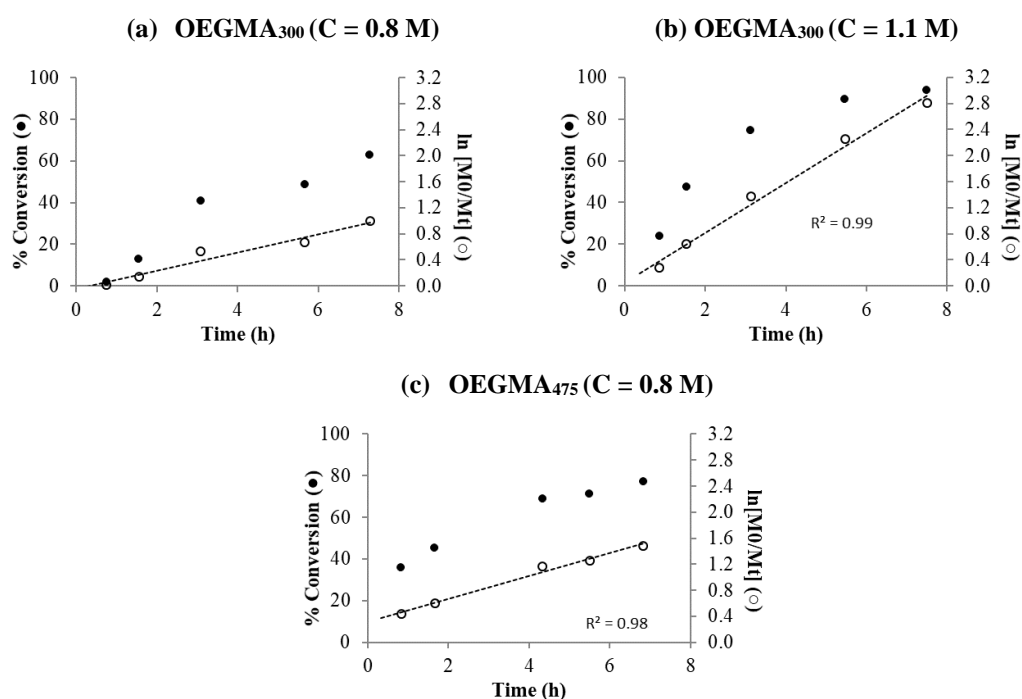 (a) OEGMA₃₀₀ (C = 0.8 M)
% Conversion (●)
100
80
60
40
20
0
3.2
2.8
2.4
2.0
1.6
1.2
0.8
0.4
0.0
ln [M0/Mt] (○)
0 2 4 6 8
Time (h)
(b) OEGMA₃₀₀ (C = 1.1 M)
% Conversion (●)
100
80
60
40
20
0
R² = 0.99
3.2
2.8
2.4
2.0
1.6
1.2
0.8
0.4
0.0
ln [M0/Mt] (○)
0 2 4 6 8
Time (h)
(c) OEGMA₄₇₅ (C = 0.8 M)
% Conversion (●)
100
80
60
40
20
0
R² = 0.98
3.2
2.8
2.4
2.0
1.6
1.2
0.8
0.4
0.0
ln[M0/Mt] (○)
0 2 4 6 8
Time (h)